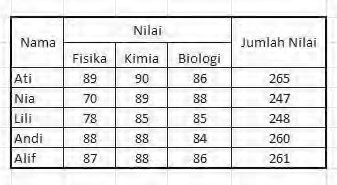 Nama Nilai Jumlah Nilai
Fisika Kimia Biologi
Ati 89 90 86 265
Nia 70 89 88 247
Lili 78 85 85 248
Andi 88 88 84 260
Alif 87 88 86 261